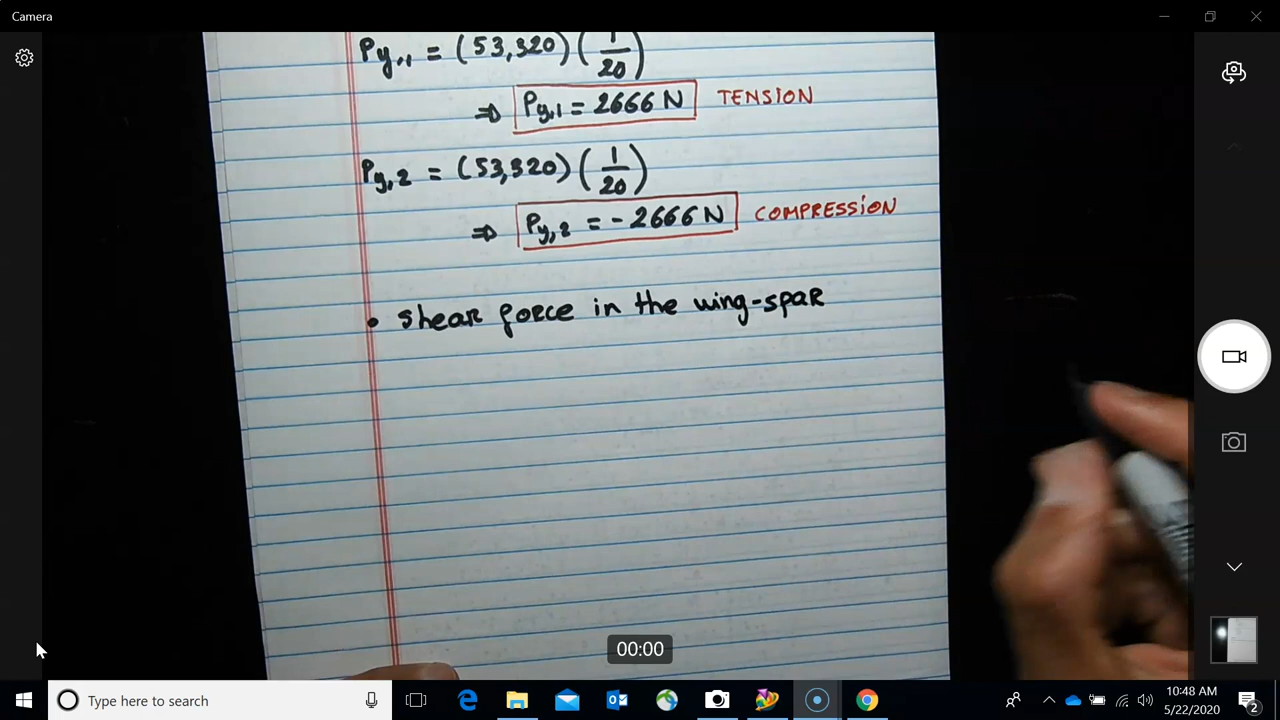 Camera
Py,1 = (53,320) (1/20)
⇒ Py,1 = 2666 N TENSION
Py,2 = (53,320) (1/20)
⇒ Py,2 = - 2666 N COMPRESSION
• Shear force in the wing-spar
00:00
Type here to search
10:48 AM
5/22/2020
2